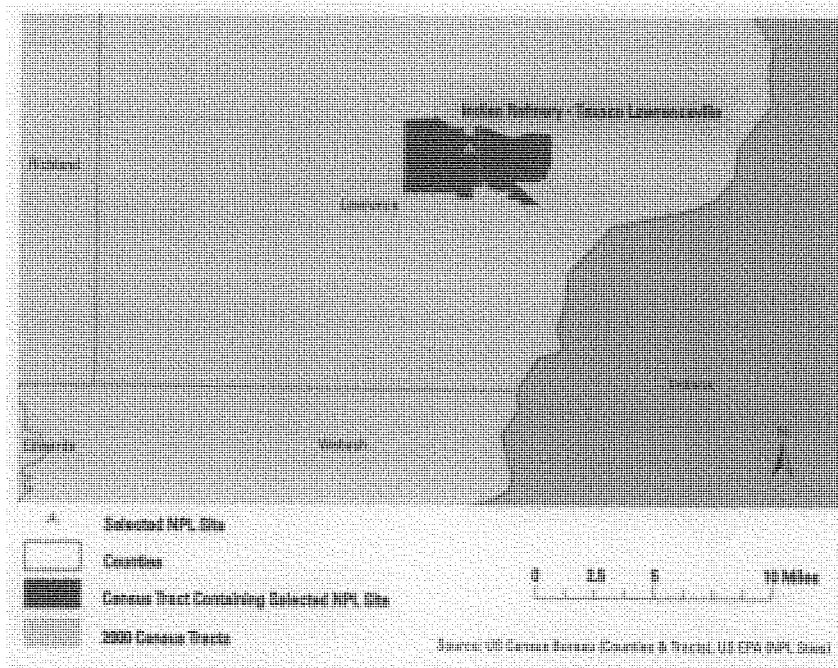 Indian Refinery - Texaco Lawrenceville
Richland
Lawrence
Edwards
Wabash
Selected NPL Site
Counties
Census Tract Containing Selected NPL Site
2000 Census Tracts
0 2.5 5 10 Miles
Source: US Census Bureau (Counties & Tracts), US EPA (NPL Sites)